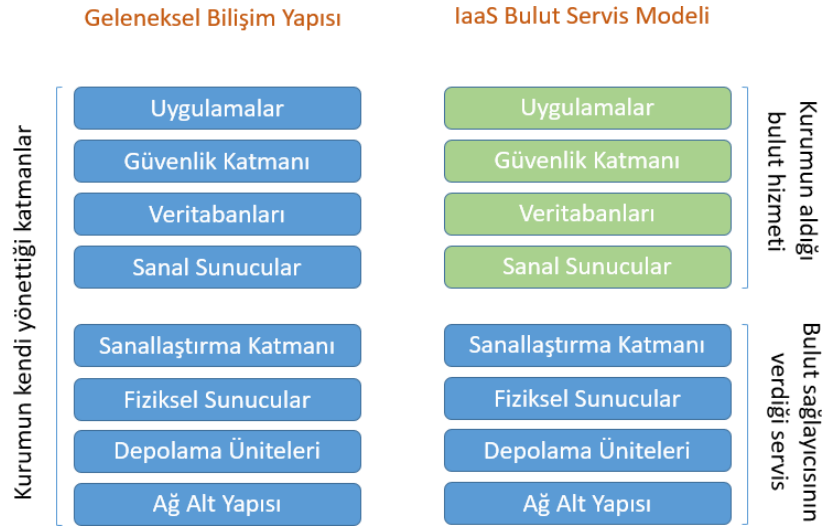 Geleneksel Bilişim Yapısı
Kurumun kendi yönettiği katmanlar
Uygulamalar
Güvenlik Katmanı
Veritabanları
Sanal Sunucular
Sanallaştırma Katmanı
Fiziksel Sunucular
Depolama Üniteleri
Ağ Alt Yapısı
IaaS Bulut Servis Modeli
Uygulamalar
Güvenlik Katmanı
Veritabanları
Sanal Sunucular
Sanallaştırma Katmanı
Fiziksel Sunucular
Depolama Üniteleri
Ağ Alt Yapısı
Kurumun aldığı
bulut hizmeti
Bulut sağlayıcısının
verdiği servis